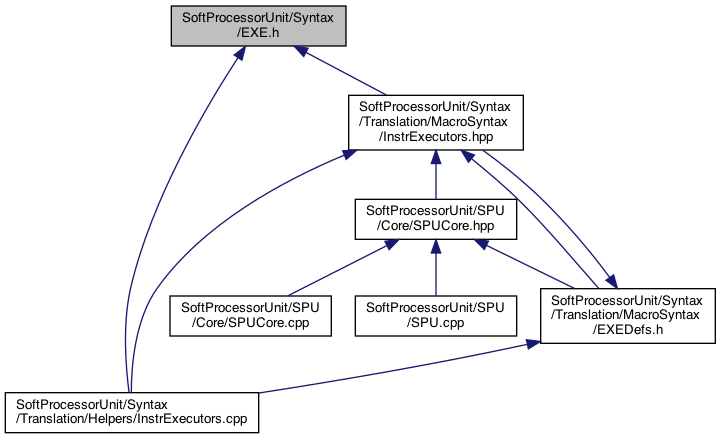 SoftProcessorUnit/Syntax
/EXE.h
SoftProcessorUnit/Syntax
/Translation/MacroSyntax
/InstrExecutors.hpp
SoftProcessorUnit/SPU
/Core/SPUCore.hpp
SoftProcessorUnit/SPU
/Core/SPUCore.cpp
SoftProcessorUnit/SPU
/SPU.cpp
SoftProcessorUnit/Syntax
/Translation/MacroSyntax
/EXEDefs.h
SoftProcessorUnit/Syntax
/Translation/Helpers/InstrExecutors.cpp